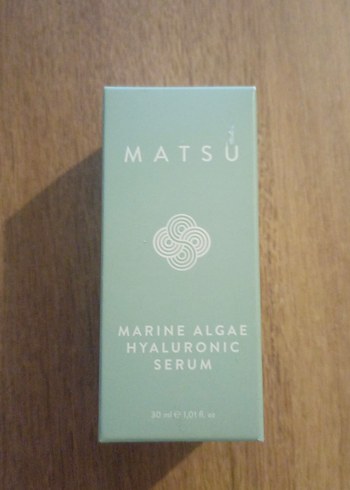 MATSU
MARINE ALGAE
HYALURONIC
SERUM
30 ml ℮ 1,01 fl. oz